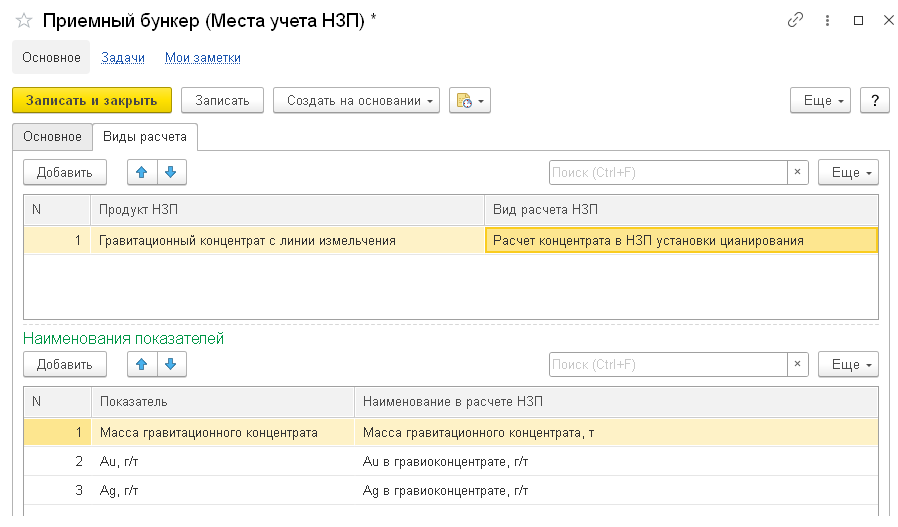 Приемный бункер (Места учета НЗП) *
Основное Задачи Мои заметки
Записать и закрыть Записать Создать на основании Еще ?
Основное Виды расчета
Добавить Поиск (Ctrl+F) × Еще
N Продукт НЗП Вид расчета НЗП
1 Гравитационный концентрат с линии измельчения Расчет концентрата в НЗП установки цианирования
Наименования показателей
Добавить Поиск (Ctrl+F) × Еще
N Показатель Наименование в расчете НЗП
1 Масса гравитационного концентрата Масса гравитационного концентрата, т
2 Au, г/т Au в гравиоконцентрате, г/т
3 Ag, г/т Ag в гравиоконцентрате, г/т